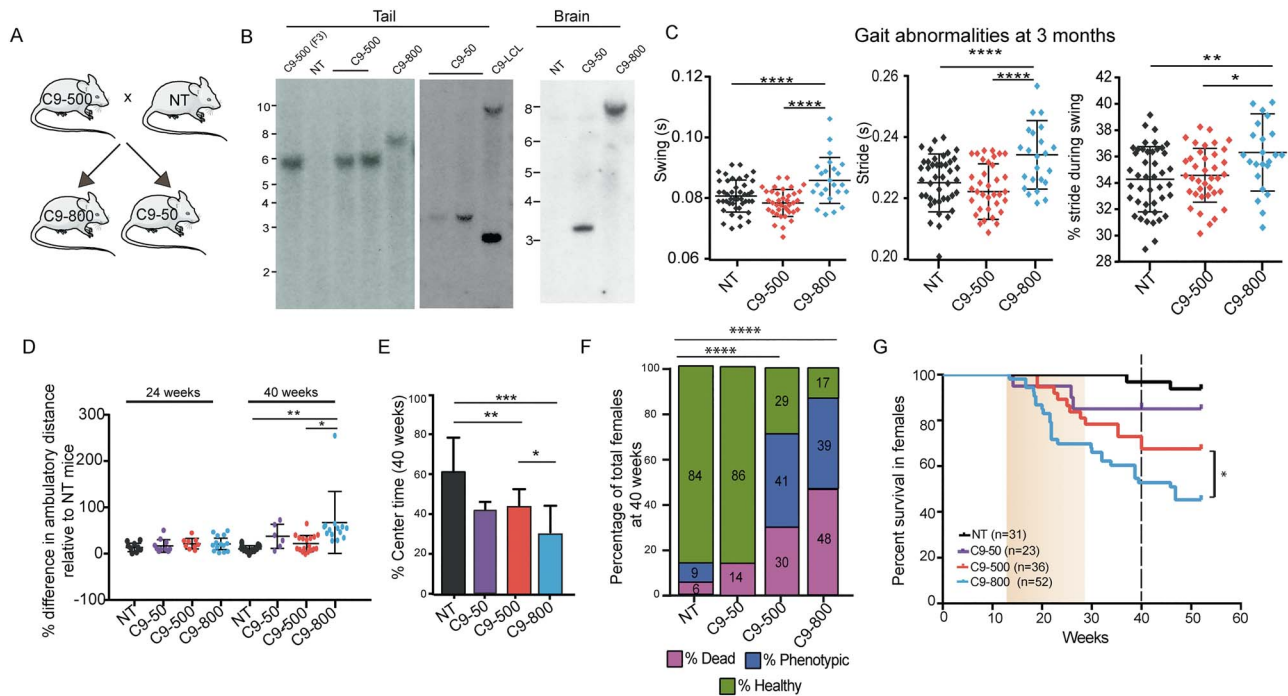 A
C9-500
x
NT
C9-800
C9-50
B
Tail
Brain
C9-500 (F3)
NT
C9-500
C9-800
C9-50
C9-LCL
NT
C9-50
C9-800
10
8
6
5
4
3
2
8
6
5
4
3
C
Gait abnormalities at 3 months
****
****
Swing (s)
0.12
0.10
0.08
0.06
NT
C9-500
C9-800
****
****
Stride (s)
0.26
0.24
0.22
0.20
NT
C9-500
C9-800
**
*
% stride during swing
42
40
38
36
34
32
30
28
NT
C9-500
C9-800
D
24 weeks
40 weeks
**
*
% difference in ambulatory distance
relative to NT mice
300
200
100
0
-100
NT
C9-50
C9-500
C9-800
NT
C9-50
C9-500
C9-800
E
***
**
*
% Center time (40 weeks)
100
80
60
40
20
0
NT
C9-50
C9-500
C9-800
F
****
****
Percentage of total females
at 40 weeks
100
80
60
40
20
0
84
9
6
86
14
29
41
30
17
39
48
NT
C9-50
C9-500
C9-800
% Dead
% Phenotypic
% Healthy
G
Percent survival in females
100
80
60
40
20
0
*
NT (n=31)
C9-50 (n=23)
C9-500 (n=36)
C9-800 (n=52)
0
10
20
30
40
50
60
Weeks